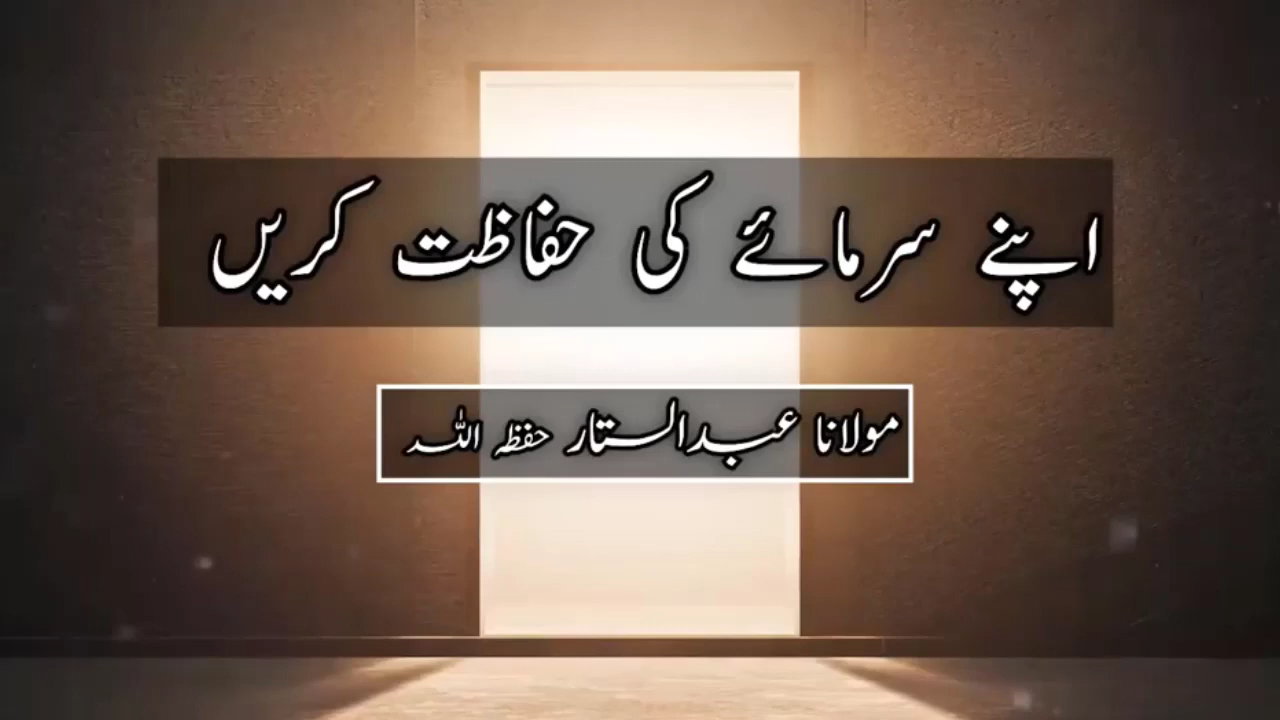 اپنے سرمائے کی حفاظت کریں
مولانا عبدالستار حفظہ اللہ